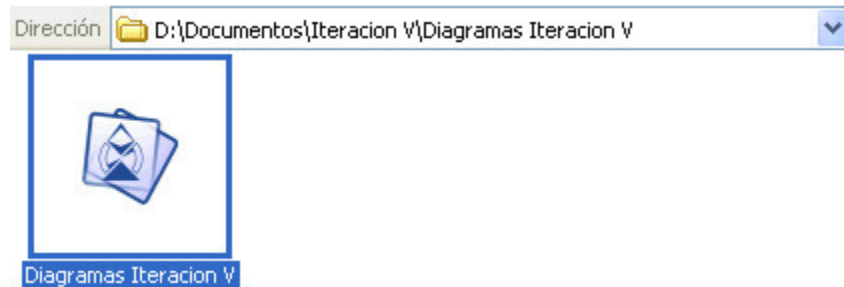 Dirección D:\Documentos\Iteracion V\Diagramas Iteracion V
Diagramas Iteracion V